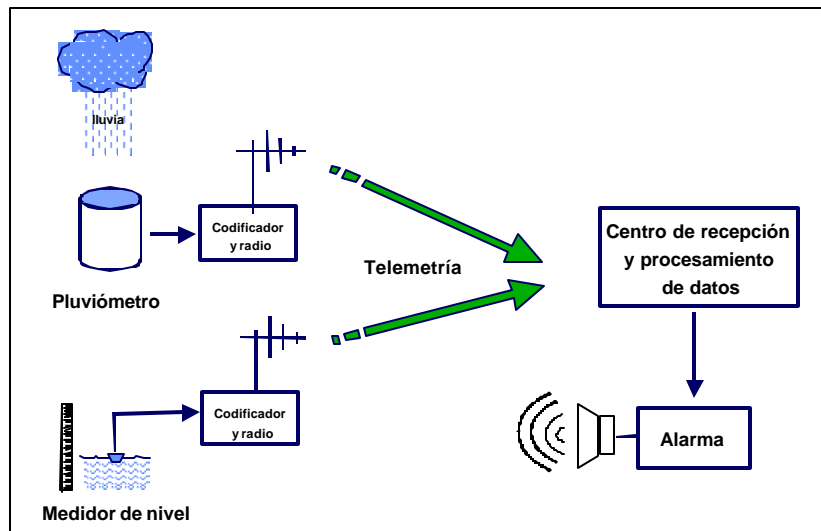 lluvia
Codificador
y radio
Pluviómetro
Telemetría
Centro de recepción
y procesamiento
de datos
Codificador
y radio
Alarma
Medidor de nivel